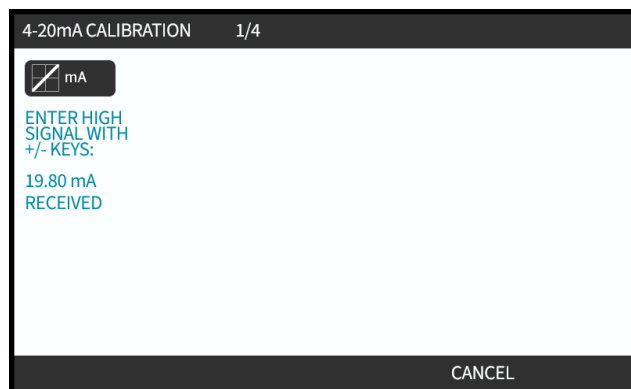 4-20mA CALIBRATION 1/4
mA
ENTER HIGH
SIGNAL WITH
+/- KEYS:
19.80 mA
RECEIVED
CANCEL